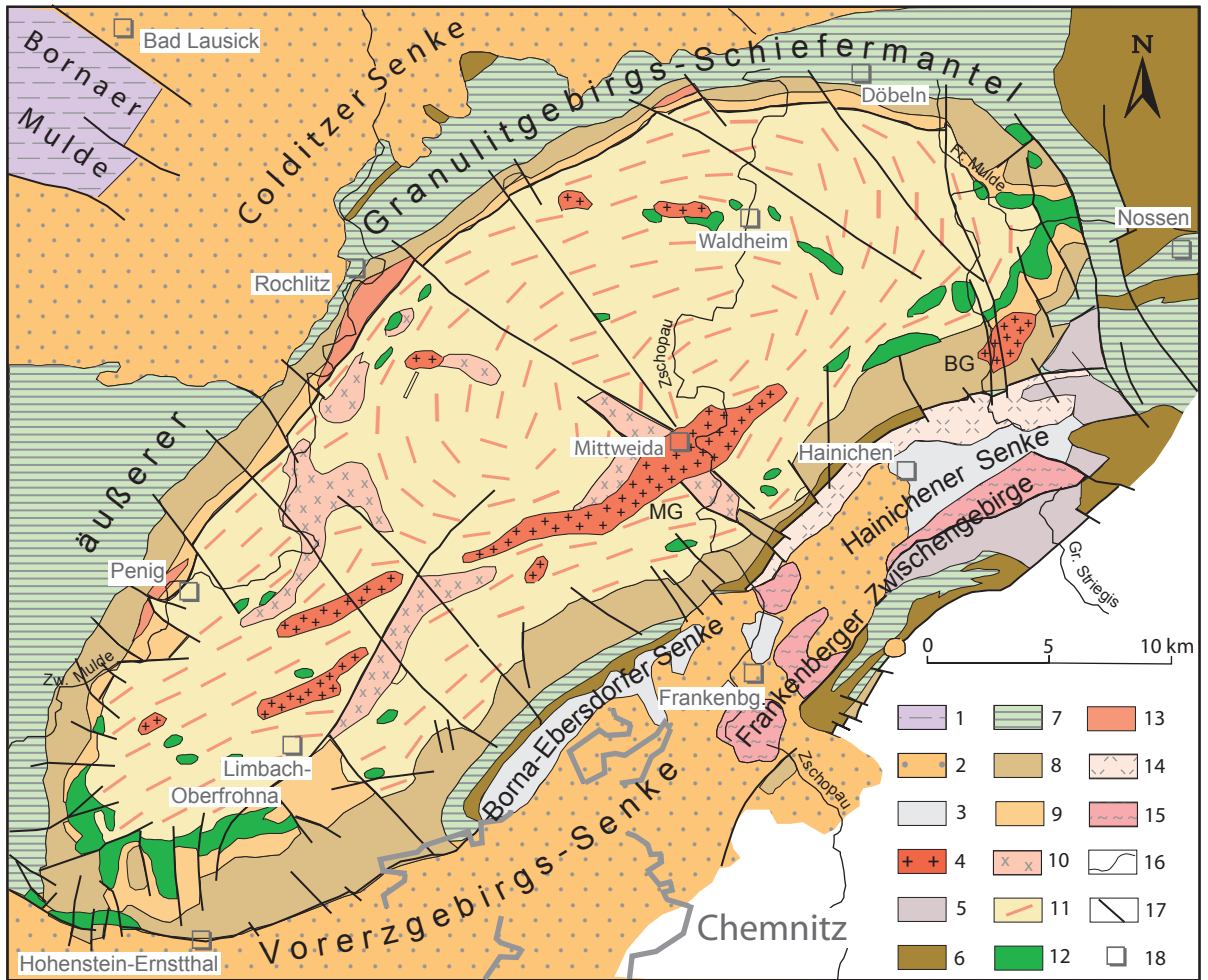 Bad Lausick
Bornaer
Mulde
Colditzer Senke
Granulitgebirgs-Schiefermantel
äußerer
N
Döbeln
Fr. Mulde
Nossen
Waldheim
Rochlitz
Zschopau
BG
Mittweida
MG
Hainichen
Hainichener Senke
Frankenberger Zwischengebirge
Gr. Striegis
Penig
Zw. Mulde
Borna-Ebersdorfer Senke
Frankenbg.
Zschopau
Limbach-
Oberfrohna
Vorerzgebirgs-Senke
Chemnitz
Hohenstein-Ernstthal
0 5 10 km
1 7 13
2 8 14
3 9 15
4 10 16
5 11 17
6 12 18